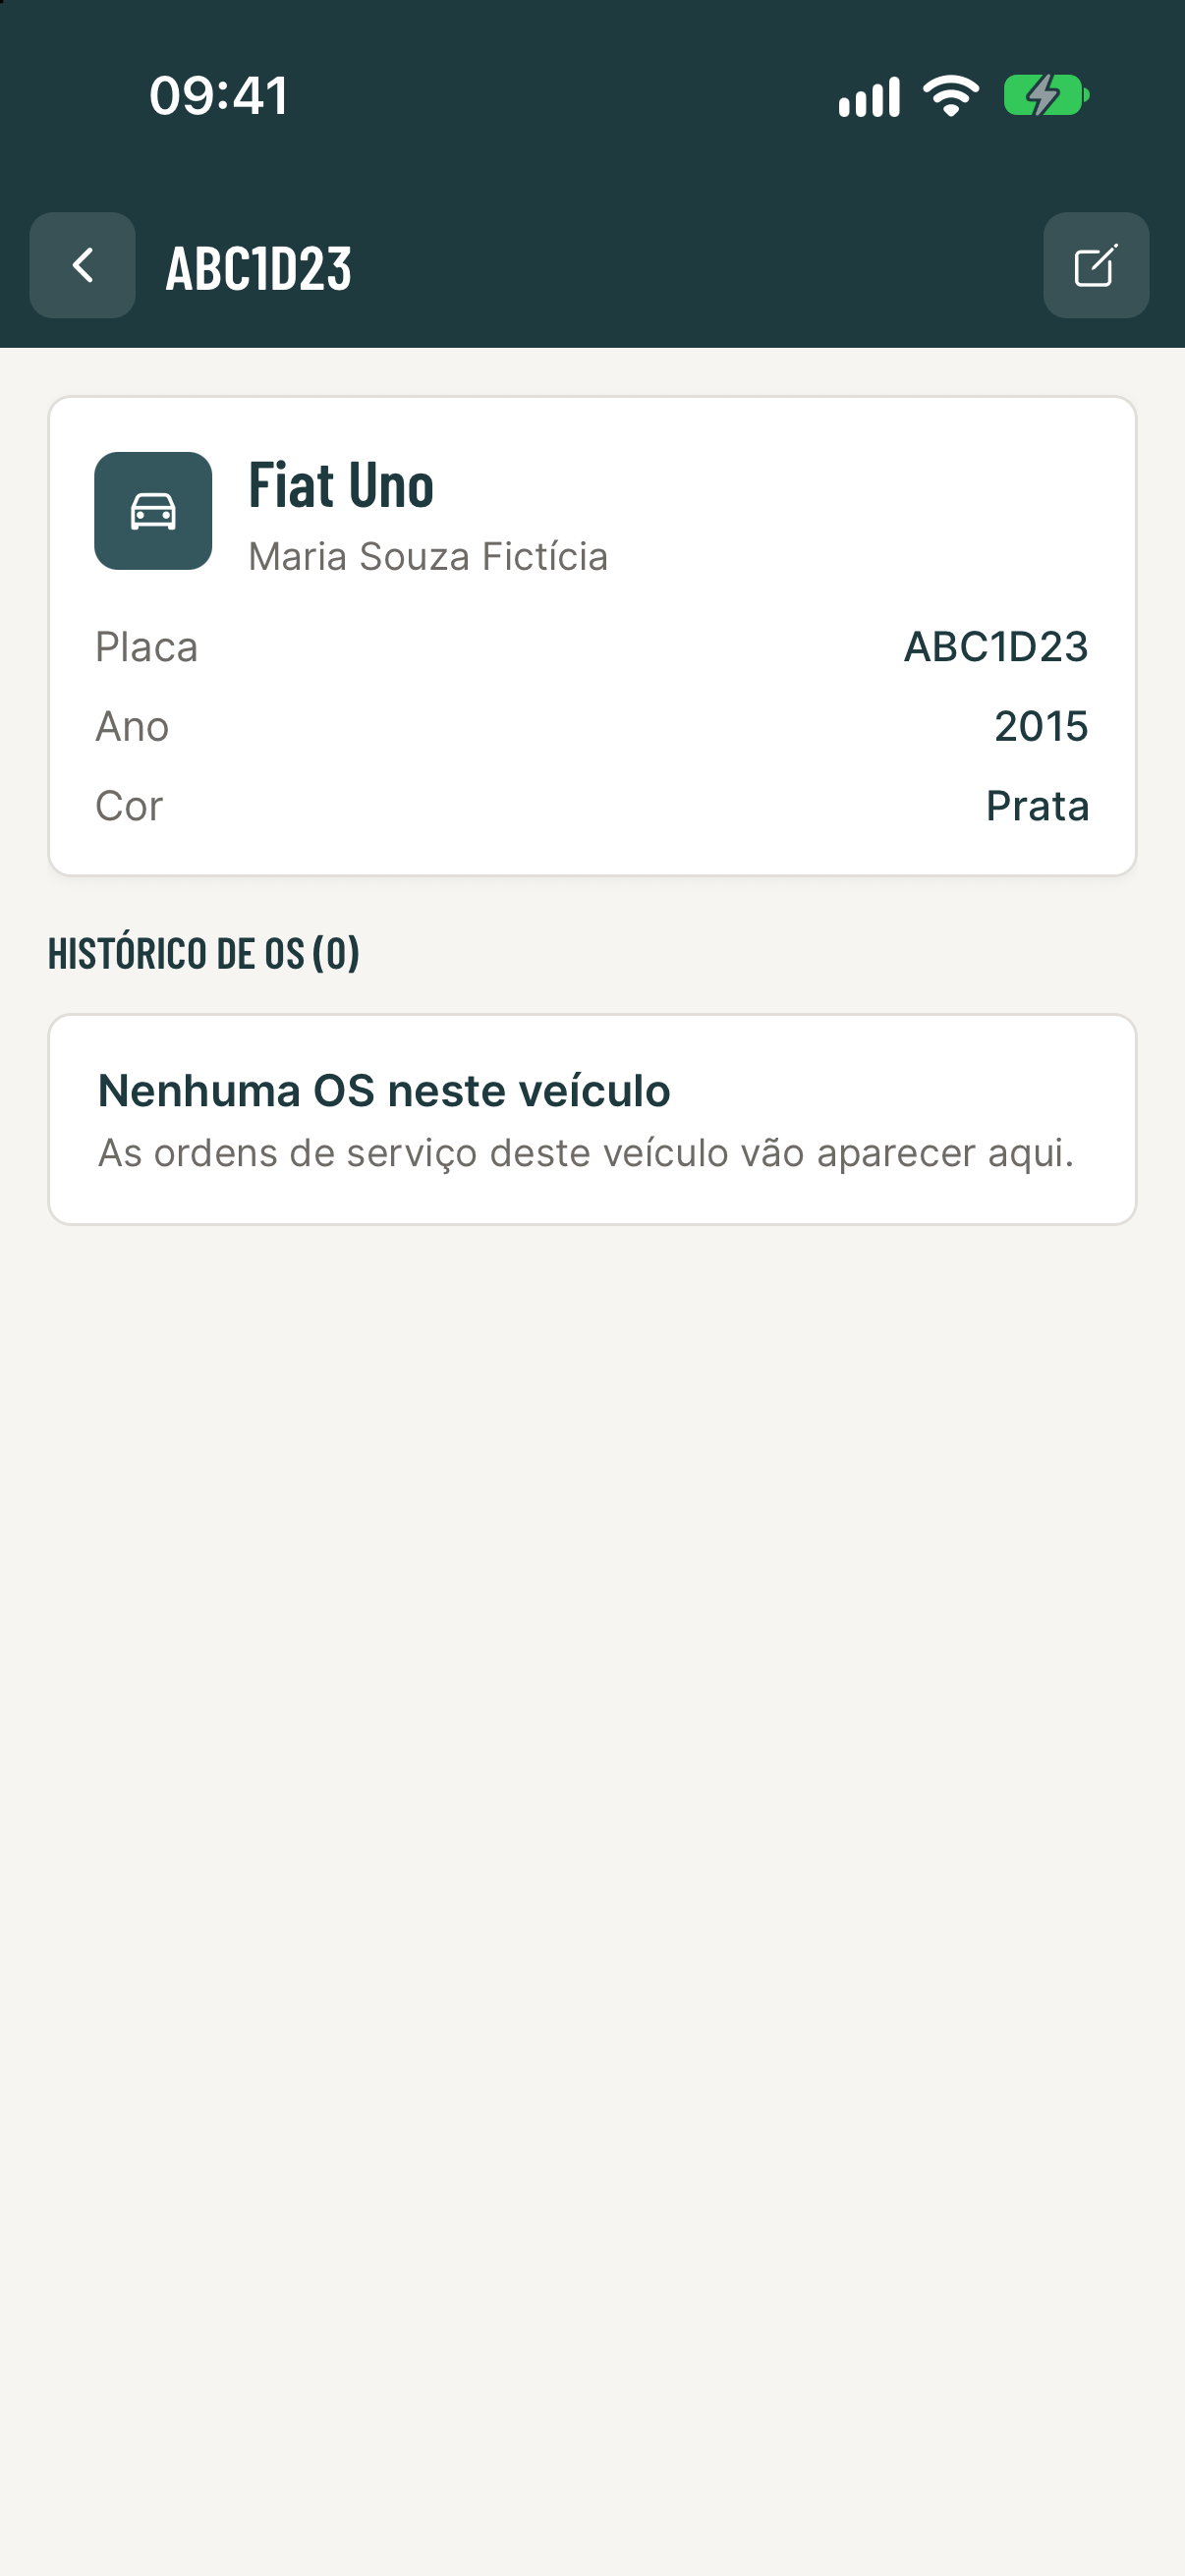 09:41
ABC1D23
Fiat Uno
Maria Souza Fictícia
Placa ABC1D23
Ano 2015
Cor Prata
HISTÓRICO DE OS (0)
Nenhuma OS neste veículo
As ordens de serviço deste veículo vão aparecer aqui.